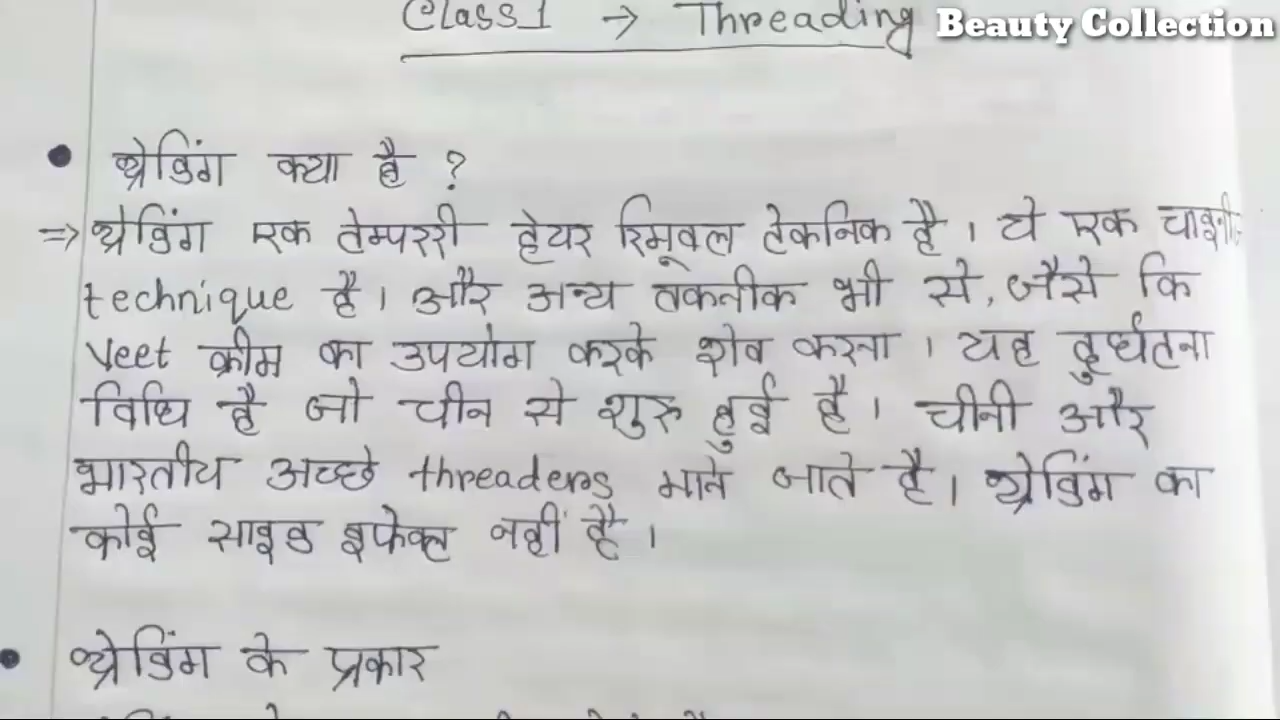 Class 1 → Threading
Beauty Collection
• थ्रेडिंग क्या है ?
⇒ थ्रेडिंग एक टेम्पररी हेयर रिमूवल टेकनिक है। ये एक
technique है। और अन्य तकनीक भी से, जैसे कि
Veet क्रीम का उपयोग करके शेव करना। यह दुर्घटना
विधि है जो चीन से शुरु हुई है। चीनी और
भारतीय अच्छे threaders माने जाते है। थ्रेडिंग का
कोई साइड इफेक्ट नहीं है।
• थ्रेडिंग के प्रकार